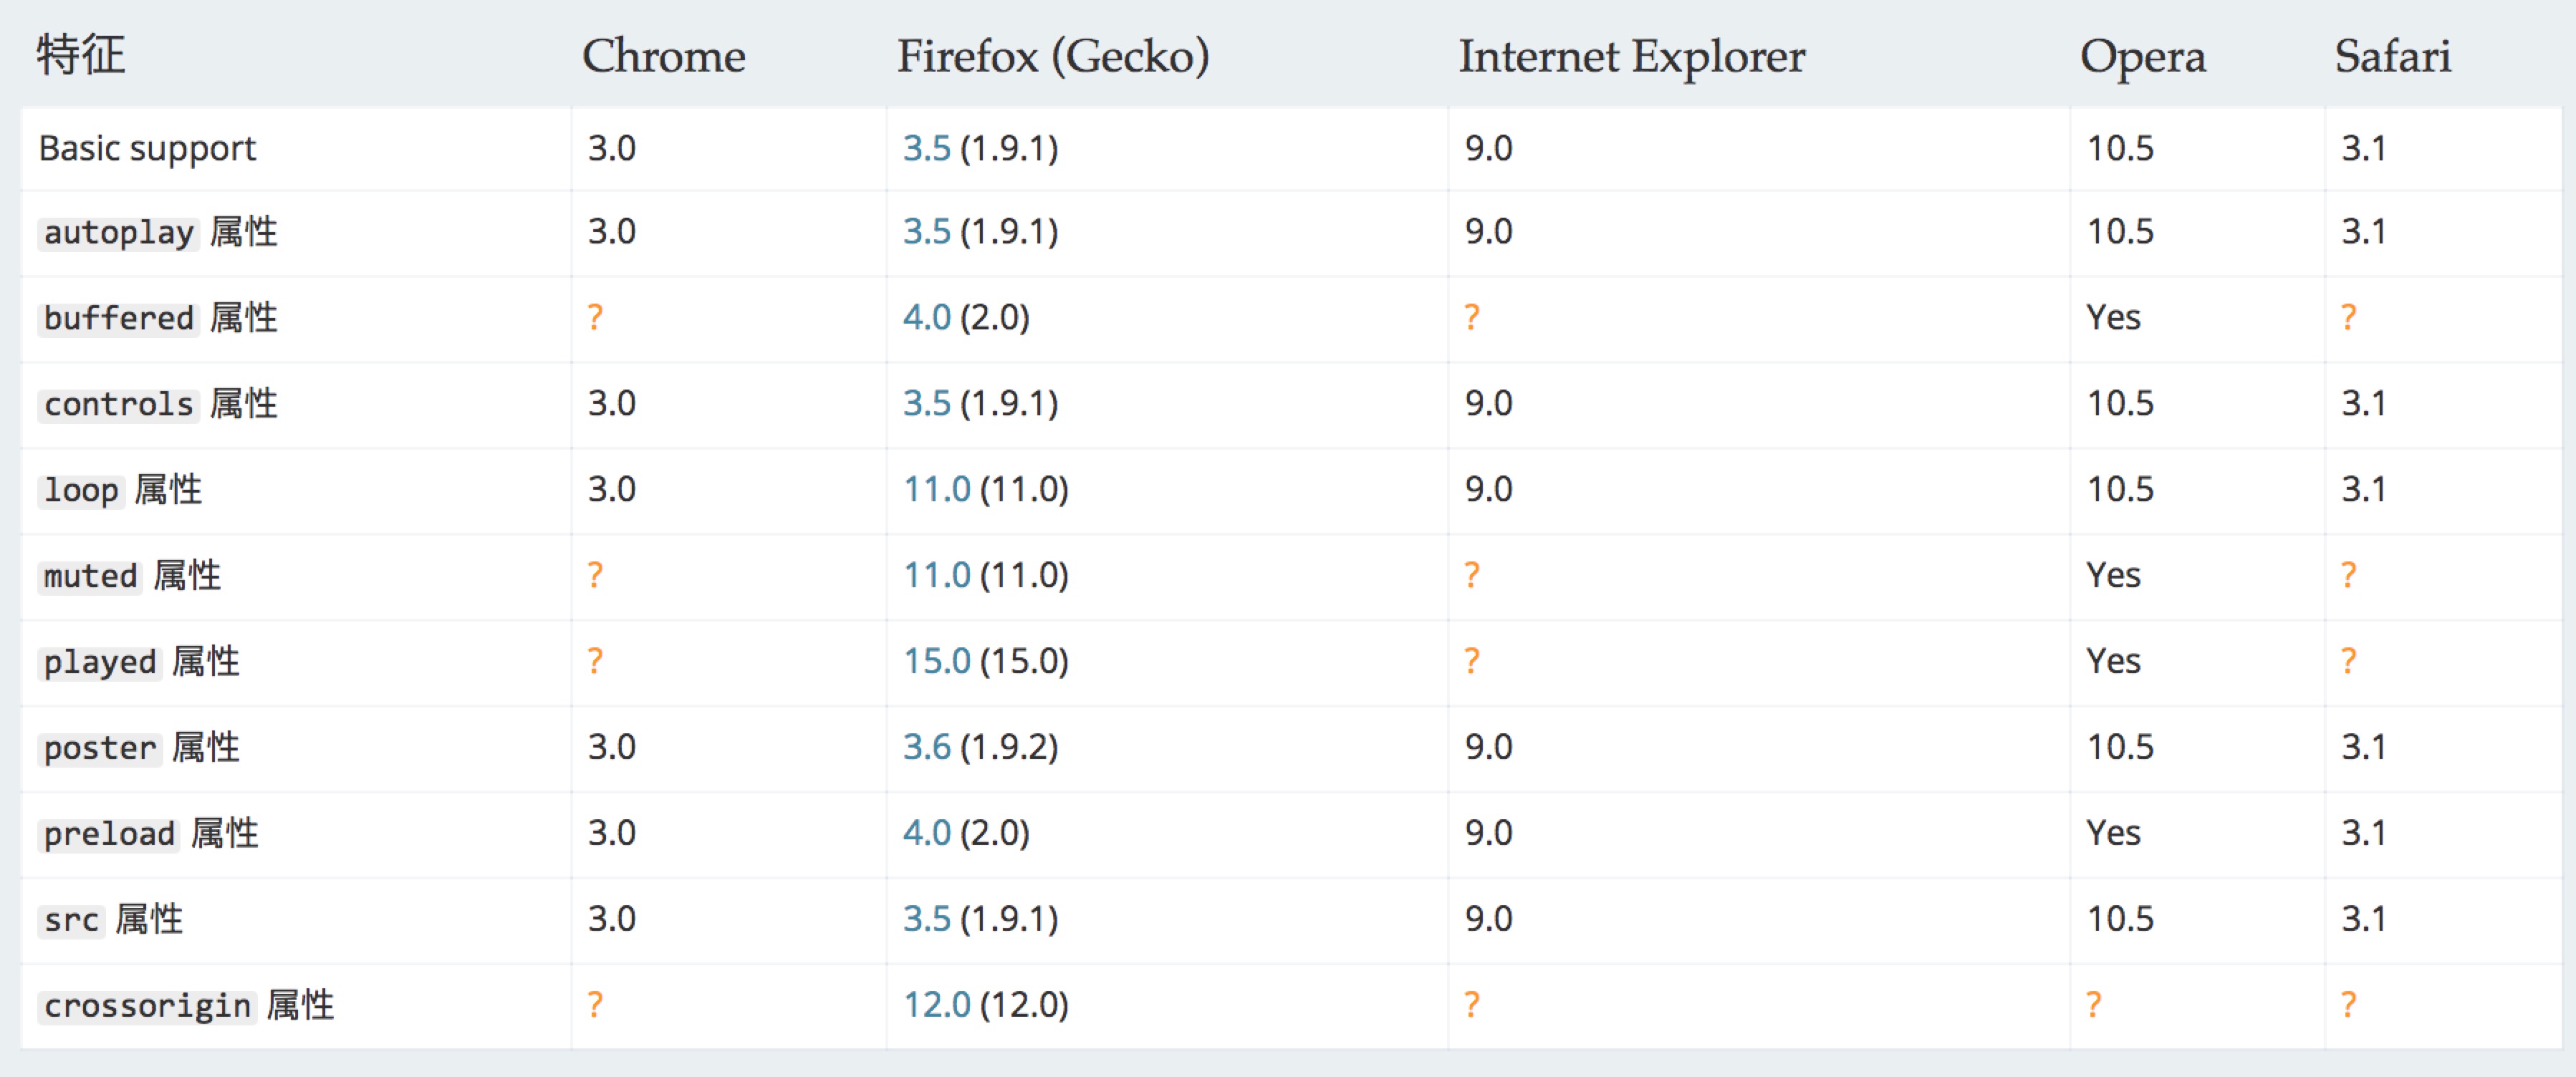 特征 Chrome Firefox (Gecko) Internet Explorer Opera Safari
Basic support 3.0 3.5 (1.9.1) 9.0 10.5 3.1
autoplay 属性 3.0 3.5 (1.9.1) 9.0 10.5 3.1
buffered 属性 ? 4.0 (2.0) ? Yes ?
controls 属性 3.0 3.5 (1.9.1) 9.0 10.5 3.1
loop 属性 3.0 11.0 (11.0) 9.0 10.5 3.1
muted 属性 ? 11.0 (11.0) ? Yes ?
played 属性 ? 15.0 (15.0) ? Yes ?
poster 属性 3.0 3.6 (1.9.2) 9.0 10.5 3.1
preload 属性 3.0 4.0 (2.0) 9.0 Yes 3.1
src 属性 3.0 3.5 (1.9.1) 9.0 10.5 3.1
crossorigin 属性 ? 12.0 (12.0) ? ? ?